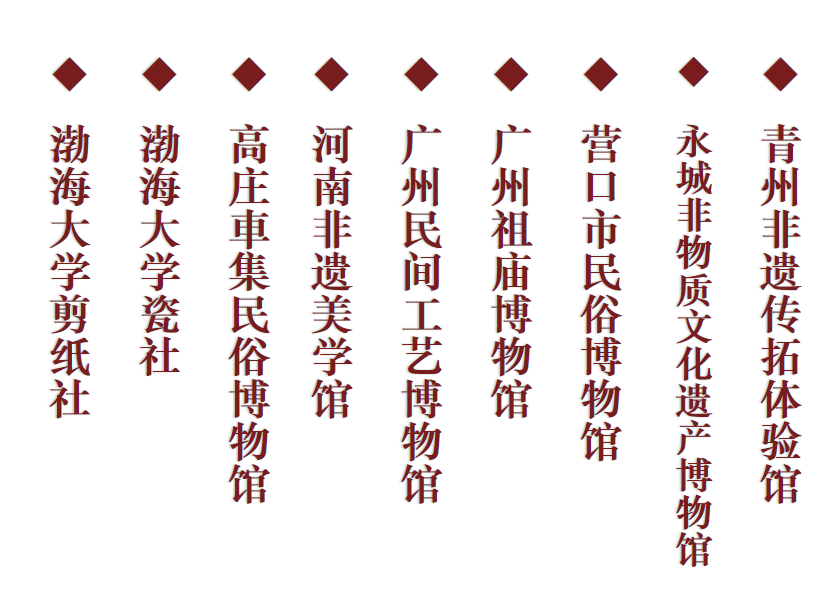 ◆青州非遗传拓体验馆
◆永城非物质文化遗产博物馆
◆营口市民俗博物馆
◆广州祖庙博物馆
◆广州民间工艺博物馆
◆河南非遗美学馆
◆高庄車集民俗博物馆
◆渤海大学瓷社
◆渤海大学剪纸社